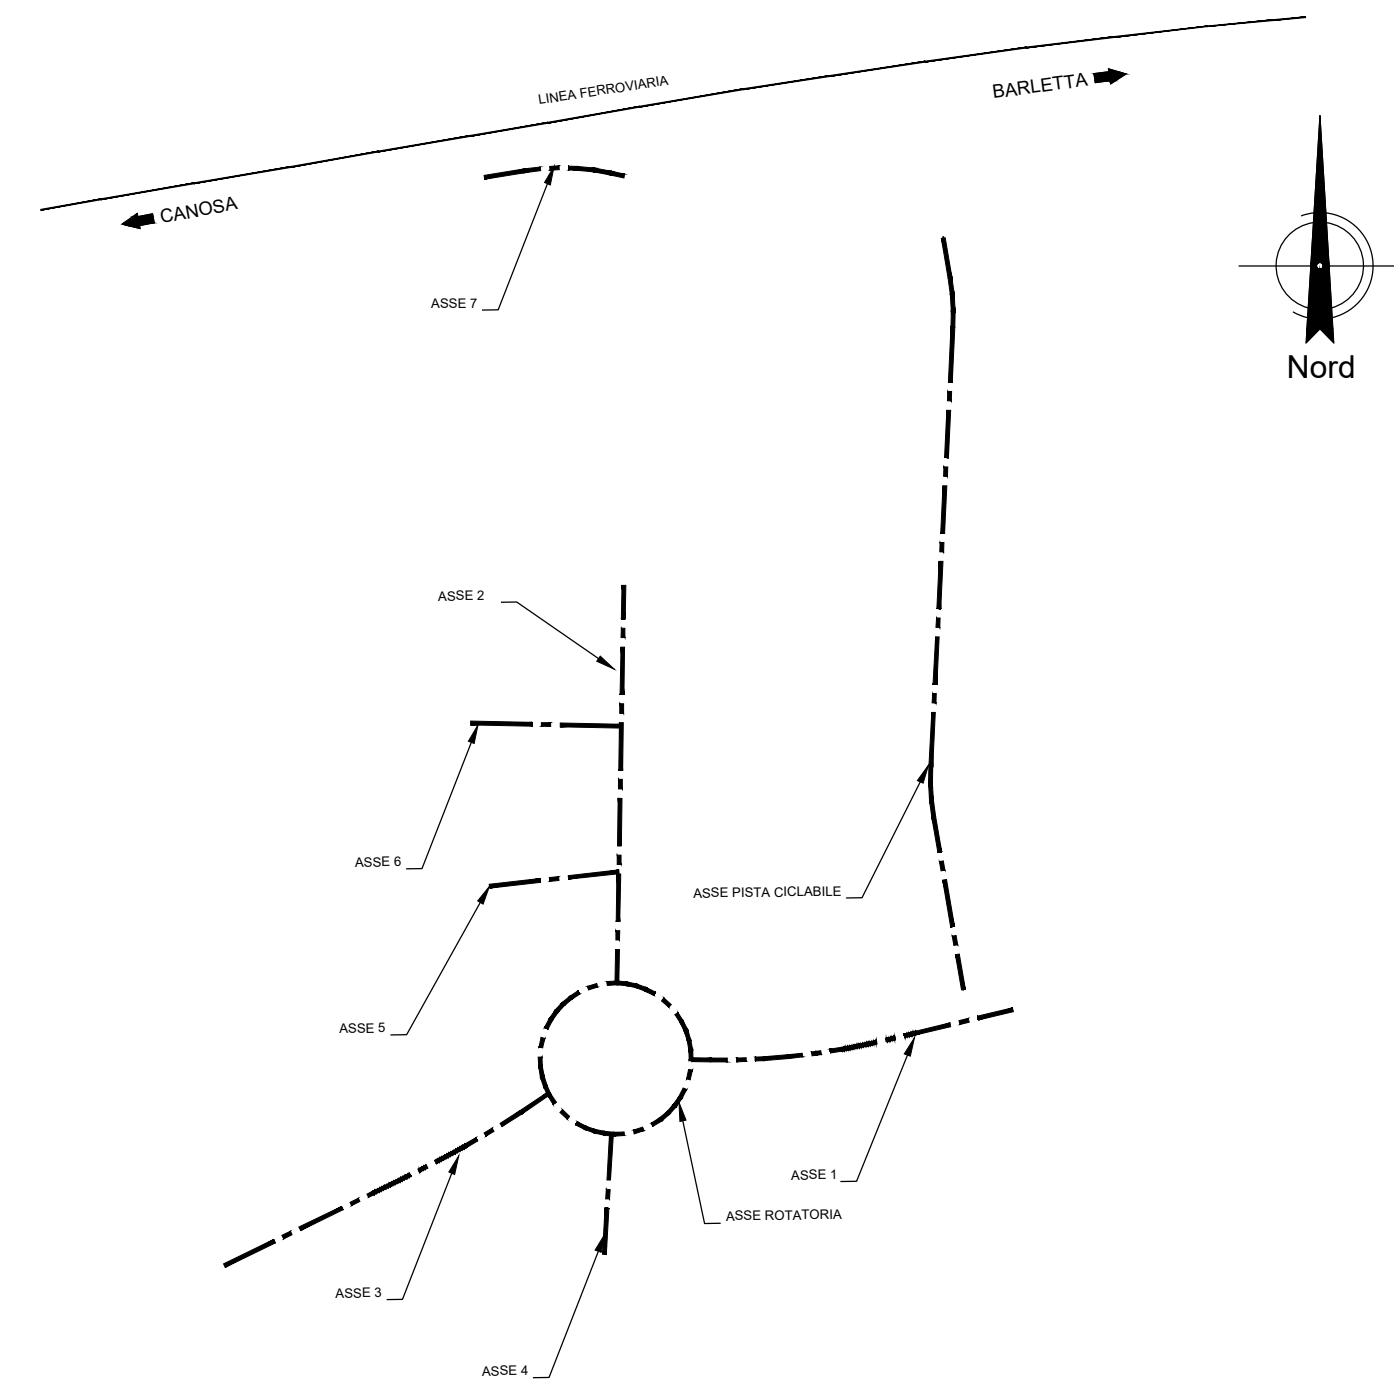 LINEA FERROVIARIA
BARLETTA
CANOSA
ASSE 7
Nord
ASSE 2
ASSE 6
ASSE PISTA CICLABILE
ASSE 5
ASSE 1
ASSE ROTATORIA
ASSE 3
ASSE 4